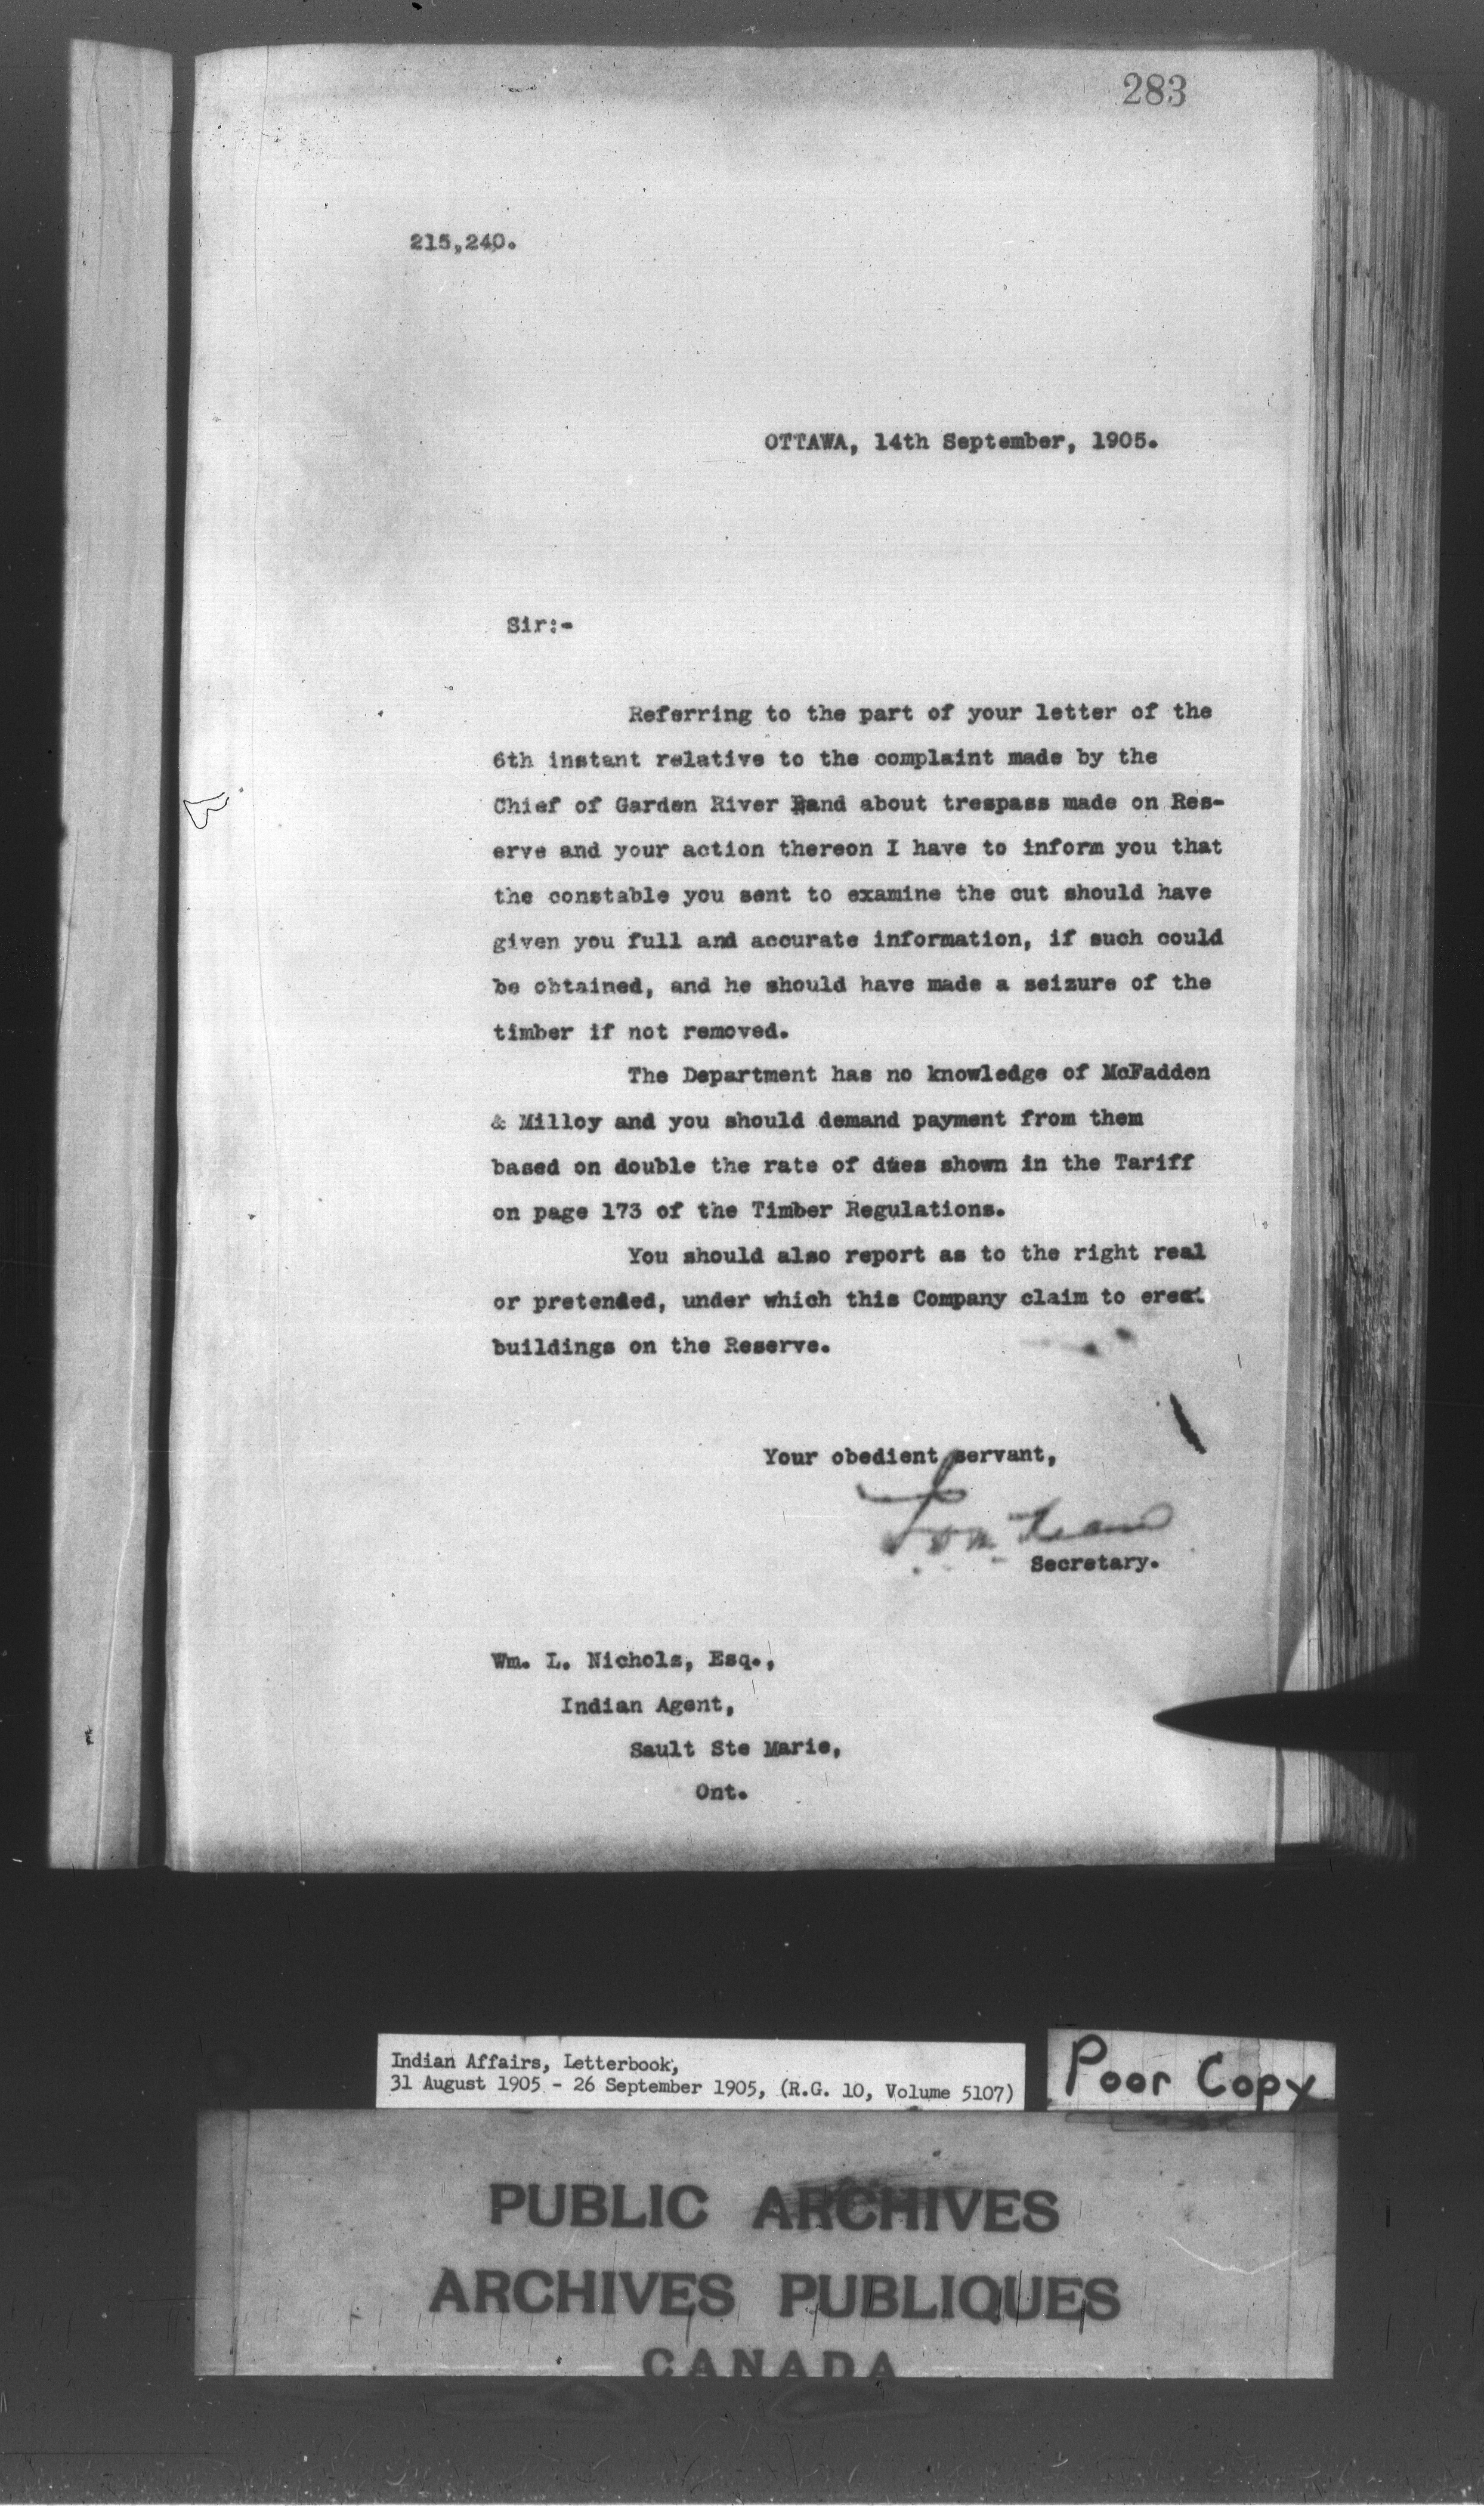 283
215,240.
OTTAWA, 14th September, 1905.
Sir:-
Referring to the part of your letter of the
6th instant relative to the complaint made by the
Chief of Garden River Band about trespass made on Res-
erve and your action thereon I have to inform you that
the constable you sent to examine the cut should have
given you full and accurate information, if such could
be obtained, and he should have made a seizure of the
timber if not removed.
The Department has no knowledge of McFadden
& Milloy and you should demand payment from them
based on double the rate of dues shown in the Tariff
on page 173 of the Timber Regulations.
You should also report as to the right real
or pretended, under which this Company claim to erect
buildings on the Reserve.
Your obedient servant,
Secretary.
Wm. L. Nichols, Esq.,
Indian Agent,
Sault Ste Marie,
Ont.
Indian Affairs, Letterbook,
31 August 1905 - 26 September 1905, (R.G. 10, Volume 5107)
Poor Copy
PUBLIC ARCHIVES
ARCHIVES PUBLIQUES
CANADA